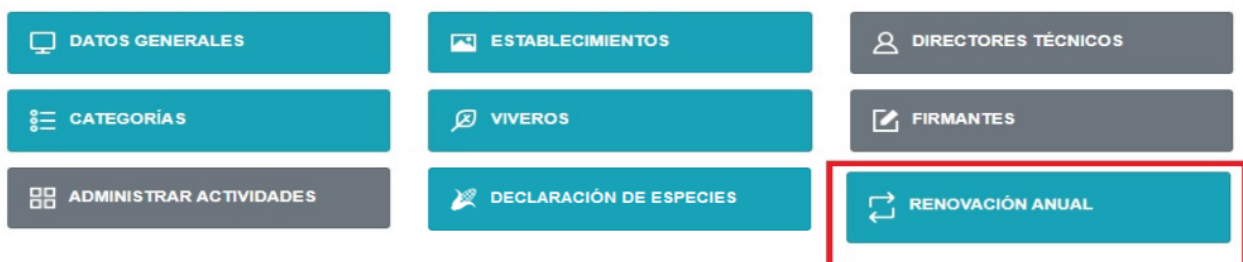 DATOS GENERALES
ESTABLECIMIENTOS
DIRECTORES TÉCNICOS
CATEGORÍAS
VIVEROS
FIRMANTES
ADMINISTRAR ACTIVIDADES
DECLARACIÓN DE ESPECIES
RENOVACIÓN ANUAL